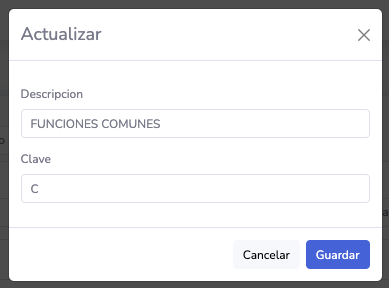 Actualizar
Descripcion
FUNCIONES COMUNES
Clave
C
Cancelar
Guardar